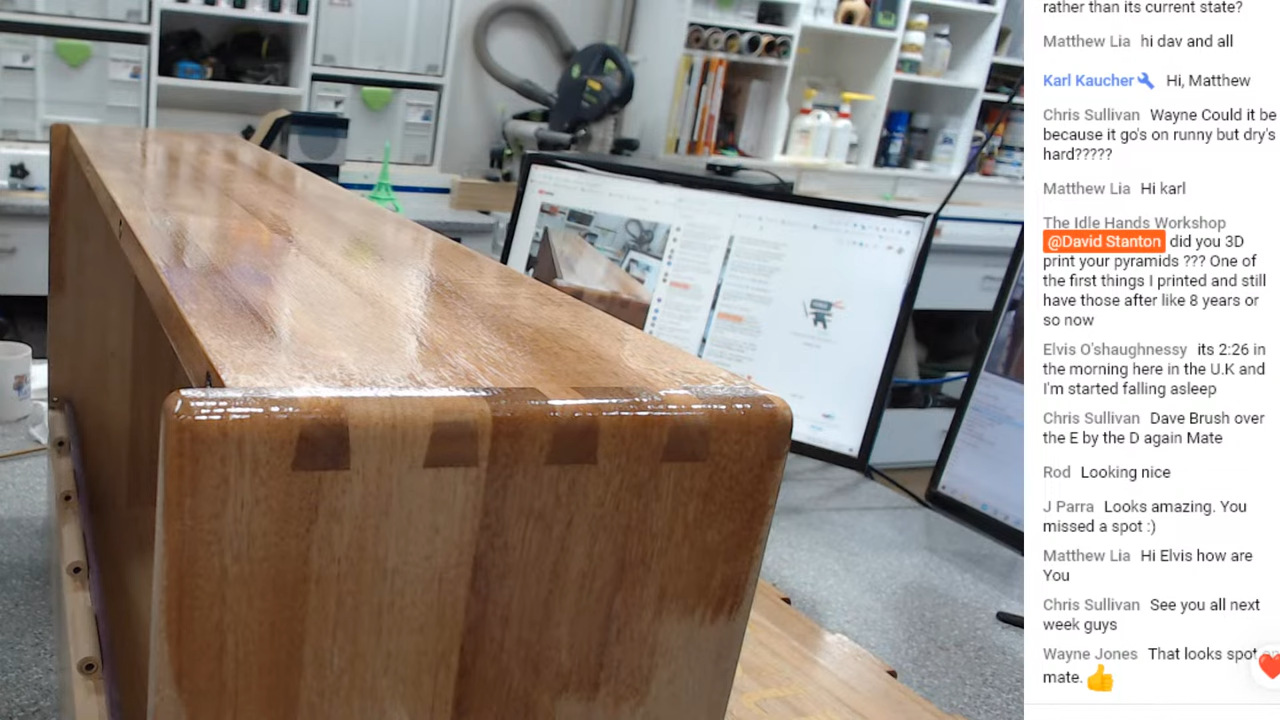 rather than its current state?
Matthew Lia hi dav and all
Karl Kaucher Hi, Matthew
Chris Sullivan Wayne Could it be
because it go's on runny but dry's
hard?????
Matthew Lia Hi karl
The Idle Hands Workshop
@David Stanton did you 3D
print your pyramids ??? One of
the first things I printed and still
have those after like 8 years or
so now
Elvis O'shaughnessy its 2:26 in
the morning here in the U.K and
I'm started falling asleep
Chris Sullivan Dave Brush over
the E by the D again Mate
Rod Looking nice
J Parra Looks amazing. You
missed a spot :)
Matthew Lia Hi Elvis how are
You
Chris Sullivan See you all next
week guys
Wayne Jones That looks spot
mate. 👍